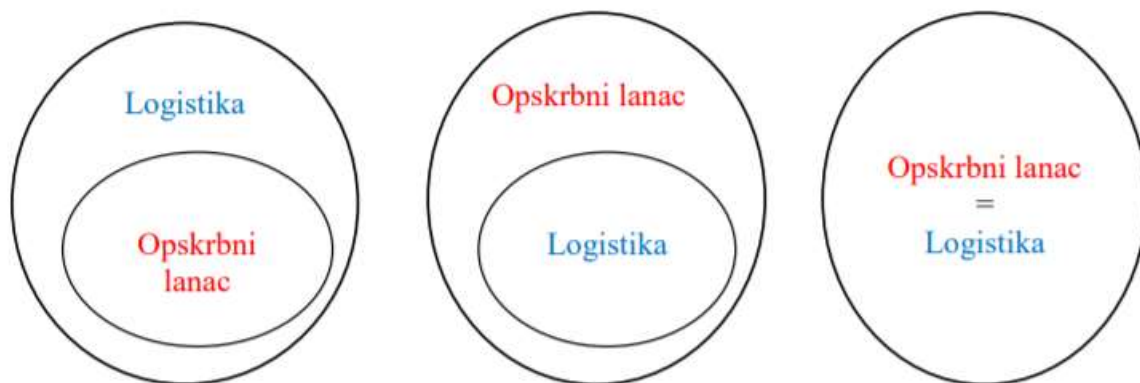 Logistika
Opskrbni
lanac
Opskrbni lanac
Logistika
Opskrbni lanac
=
Logistika